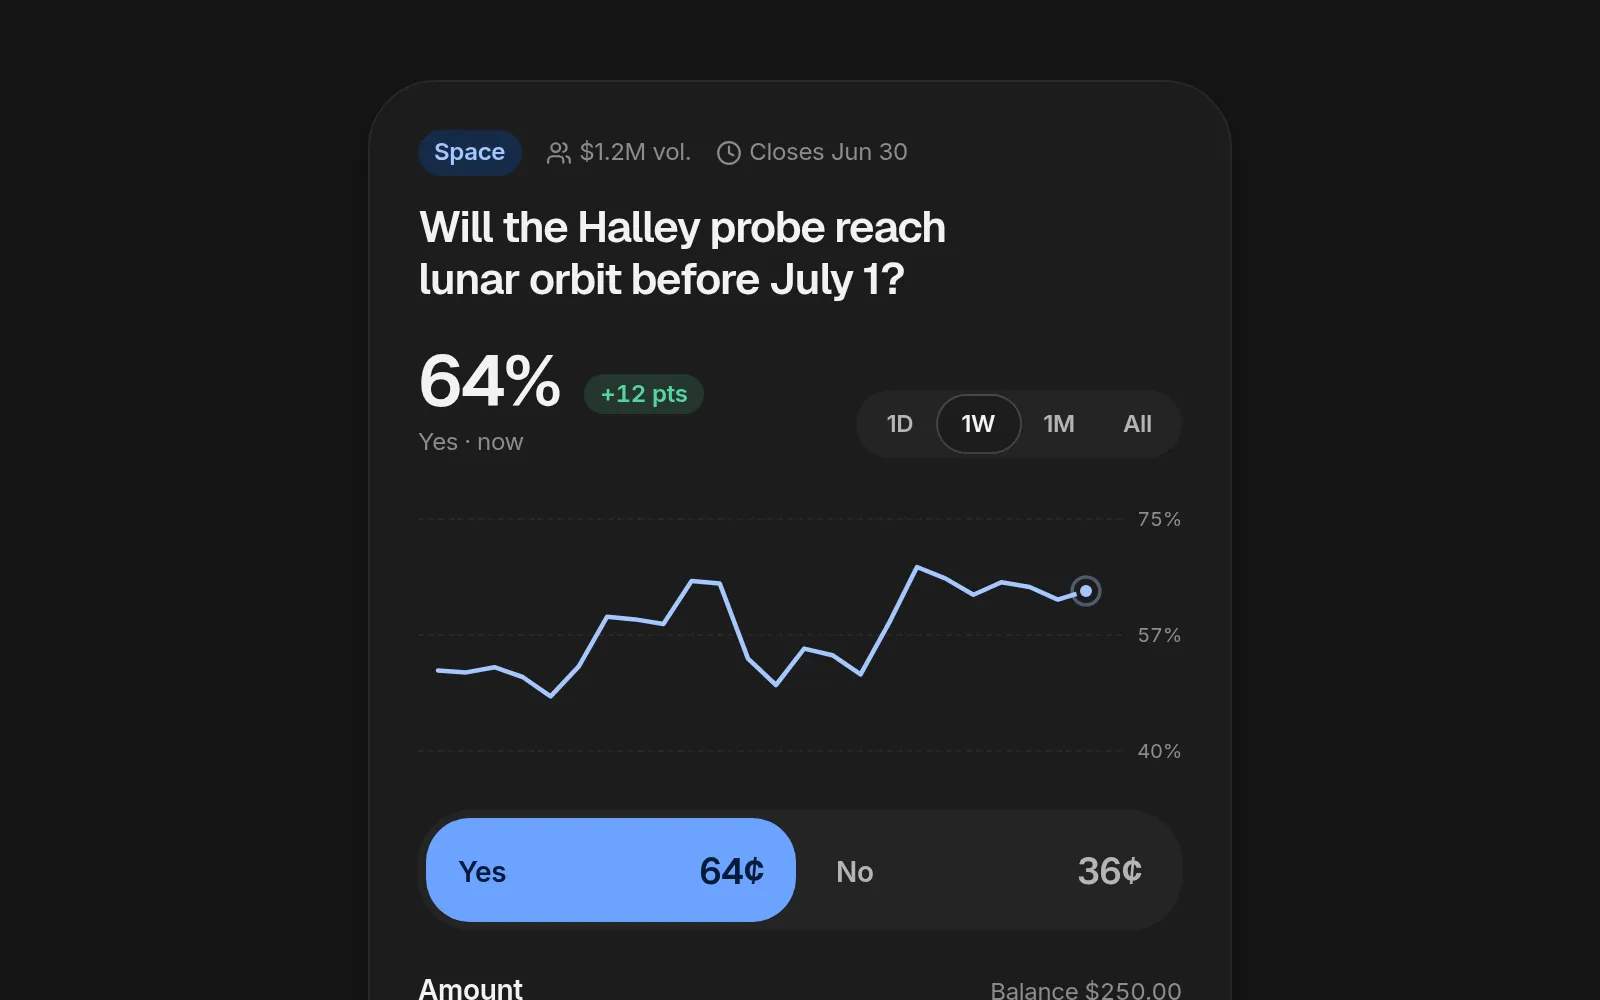 Space $1.2M vol. Closes Jun 30
Will the Halley probe reach
lunar orbit before July 1?
64% +12 pts
Yes · now
1D 1W 1M All
75%
57%
40%
Yes 64¢ No 36¢
Amount Balance $250.00